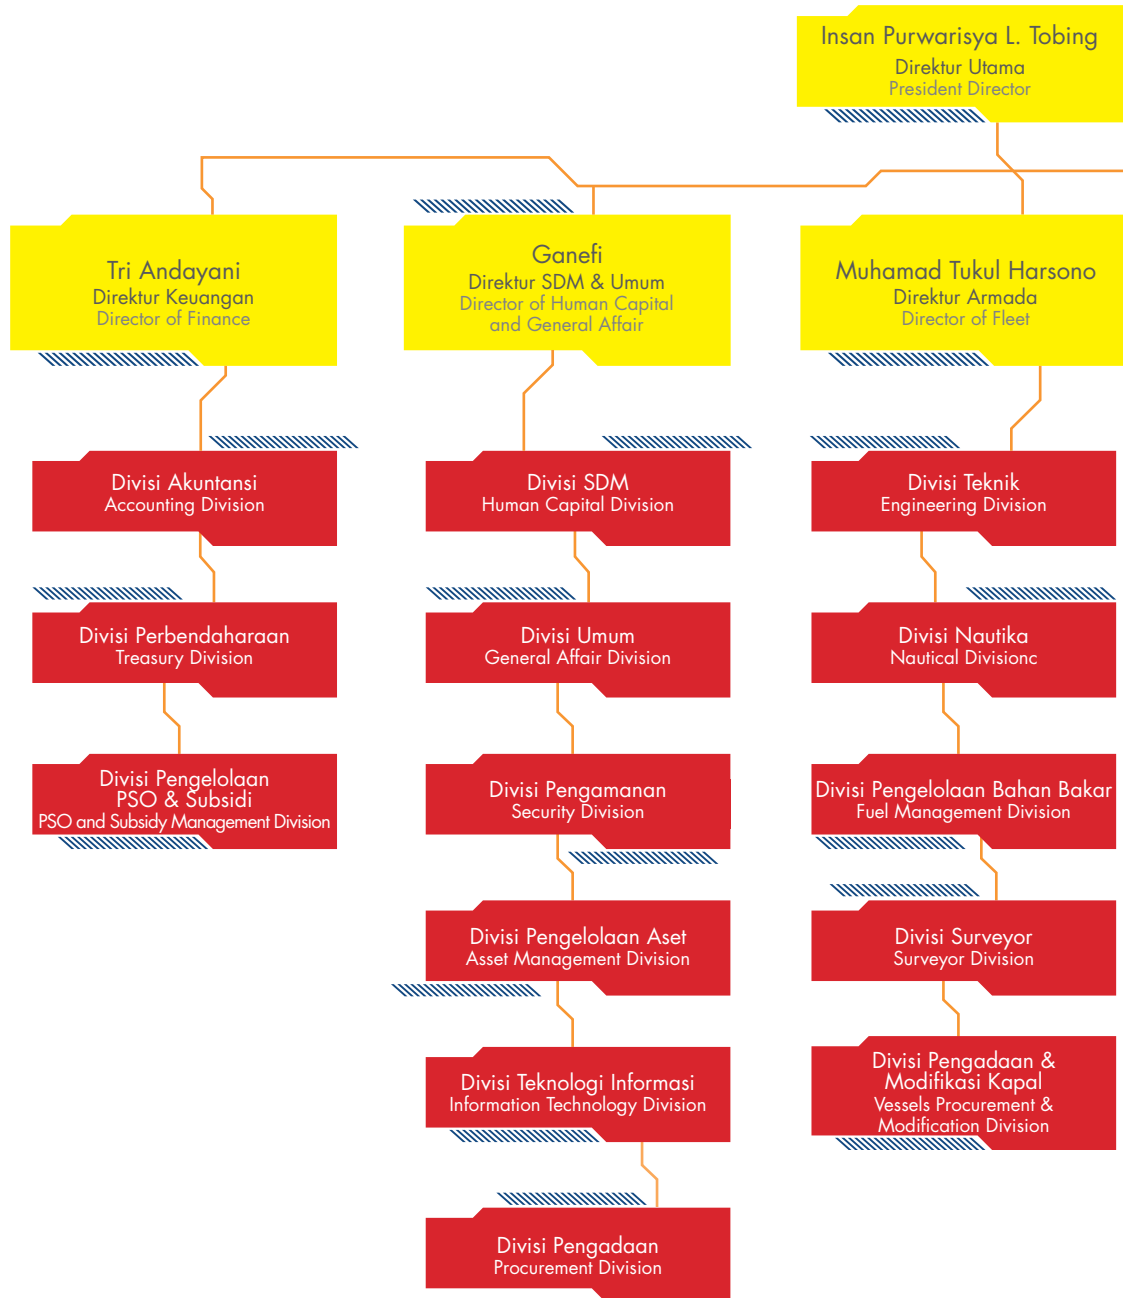 Insan Purwarisya L. Tobing
Direktur Utama
President Director
Tri Andayani
Direktur Keuangan
Director of Finance
Ganefi
Direktur SDM & Umum
Director of Human Capital
and General Affair
Muhamad Tukul Harsono
Direktur Armada
Director of Fleet
Divisi Akuntansi
Accounting Division
Divisi SDM
Human Capital Division
Divisi Teknik
Engineering Division
Divisi Perbendaharaan
Treasury Division
Divisi Umum
General Affair Division
Divisi Nautika
Nautical Divisionc
Divisi Pengelolaan
PSO & Subsidi
PSO and Subsidy Management Division
Divisi Pengamanan
Security Division
Divisi Pengelolaan Bahan Bakar
Fuel Management Division
Divisi Pengelolaan Aset
Asset Management Division
Divisi Surveyor
Surveyor Division
Divisi Teknologi Informasi
Information Technology Division
Divisi Pengadaan &
Modifikasi Kapal
Vessels Procurement &
Modification Division
Divisi Pengadaan
Procurement Division